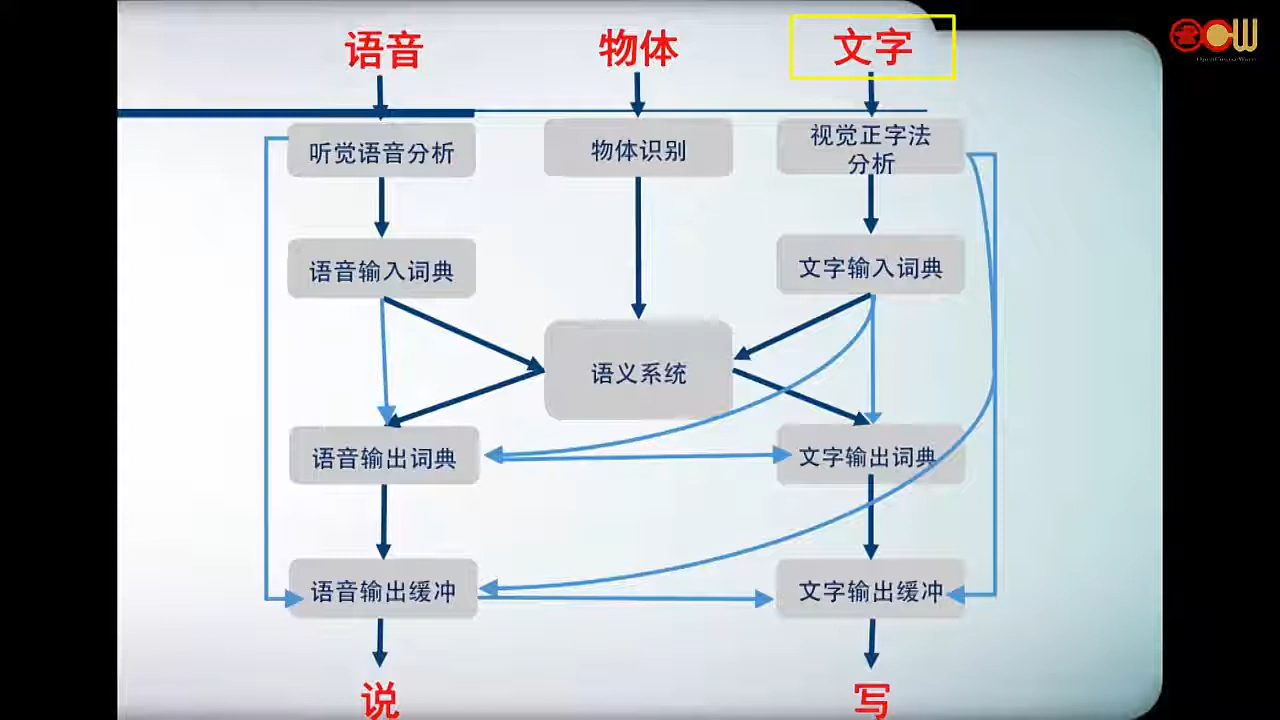 语音
物体
文字
听觉语音分析
物体识别
视觉正字法
分析
语音输入词典
文字输入词典
语义系统
语音输出词典
文字输出词典
语音输出缓冲
文字输出缓冲
说
写